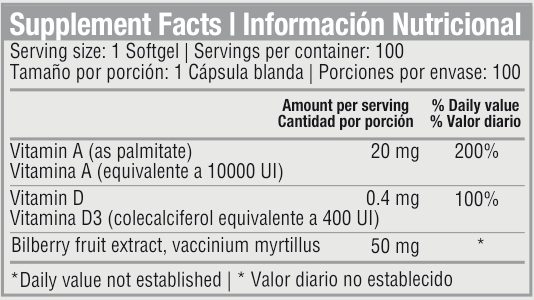 Supplement Facts | Información Nutricional
Serving size: 1 Softgel | Servings per container: 100
Tamaño por porción: 1 Cápsula blanda | Porciones por envase: 100
Amount per serving % Daily value
Cantidad por porción % Valor diario
Vitamin A (as palmitate) 20 mg 200%
Vitamina A (equivalente a 10000 UI)
Vitamin D 0.4 mg 100%
Vitamina D3 (colecalciferol equivalente a 400 UI)
Bilberry fruit extract, vaccinium myrtillus 50 mg *
*Daily value not established | * Valor diario no establecido